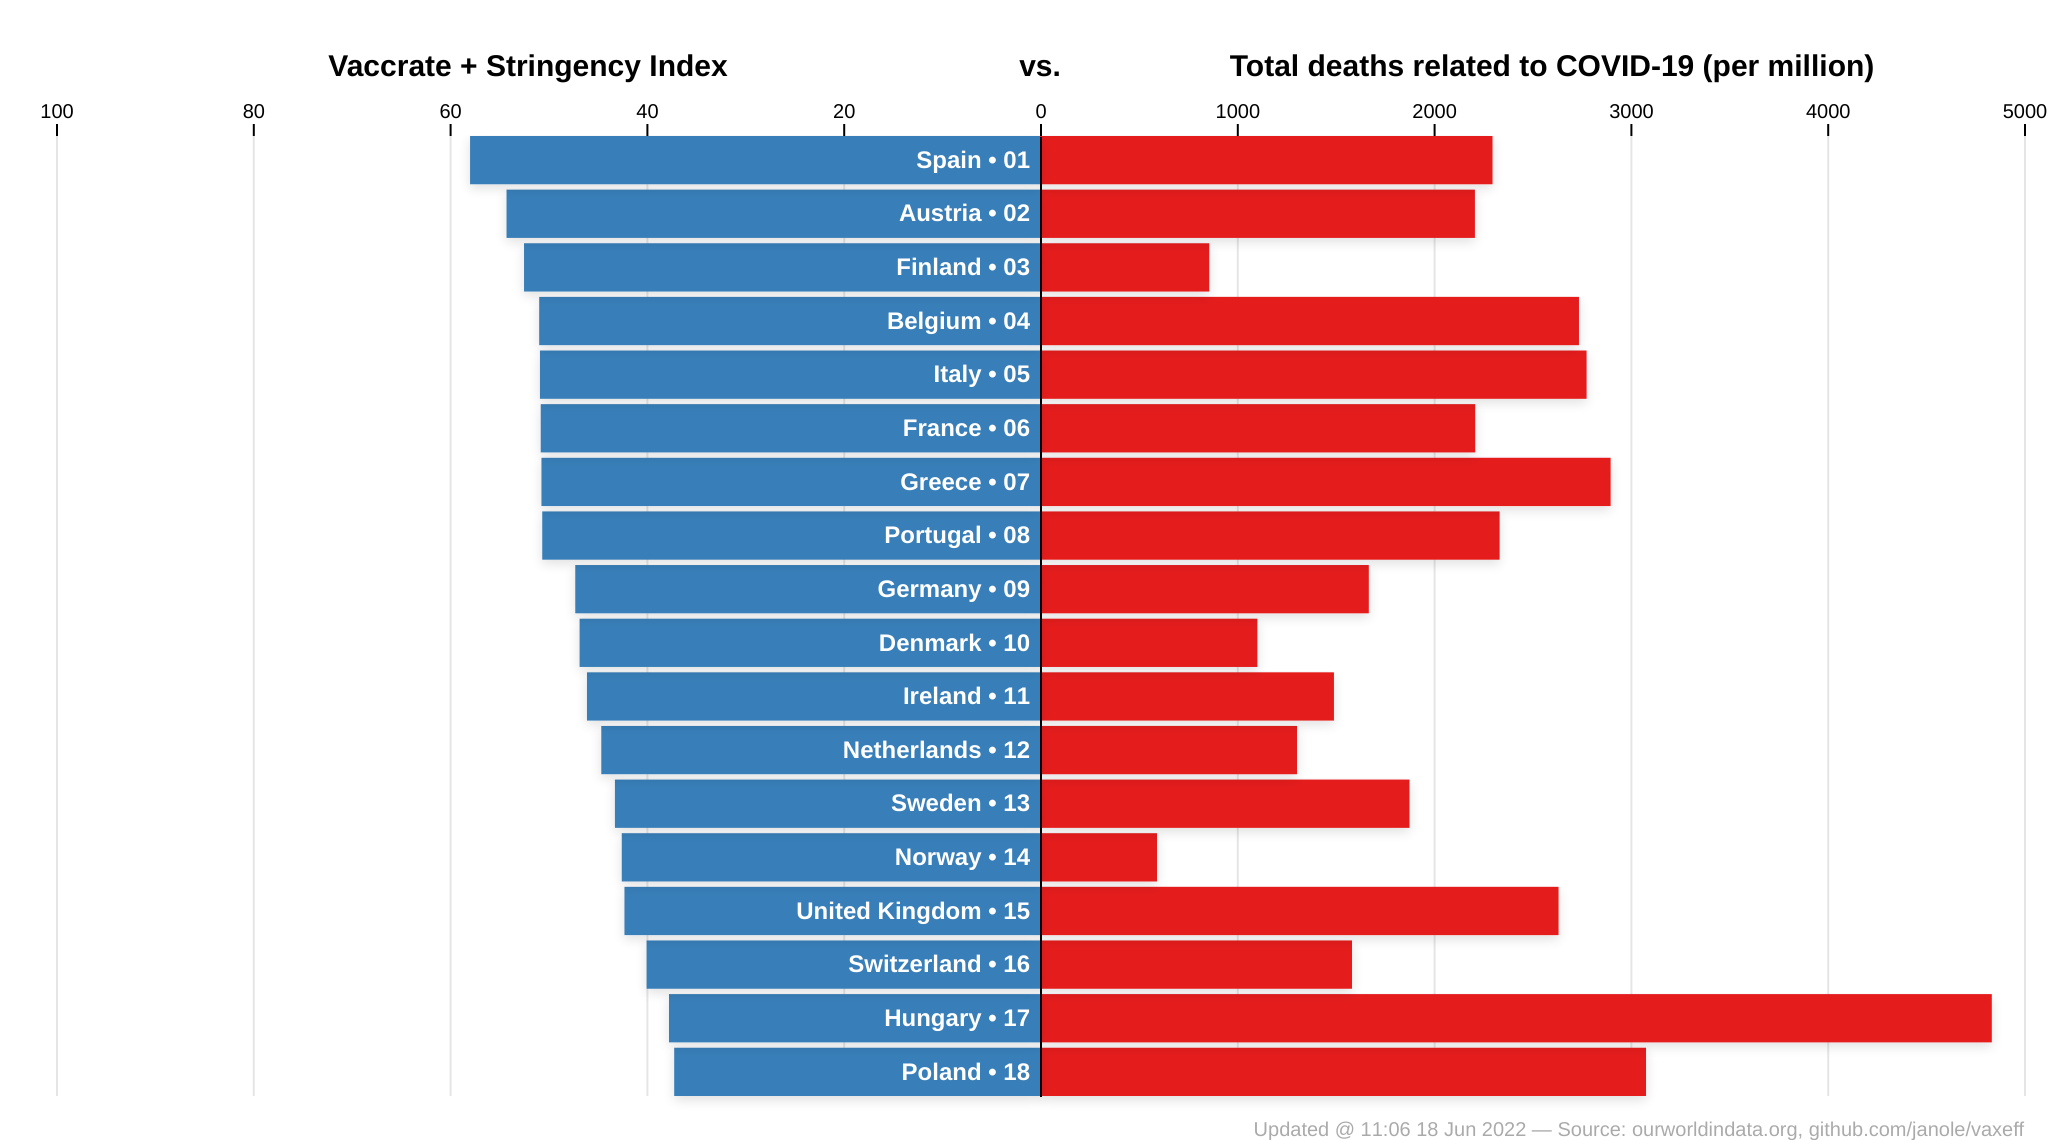 Vaccrate + Stringency Index vs. Total deaths related to COVID-19 (per million)
100 80 60 40 20 0 1000 2000 3000 4000 5000
Spain • 01
Austria • 02
Finland • 03
Belgium • 04
Italy • 05
France • 06
Greece • 07
Portugal • 08
Germany • 09
Denmark • 10
Ireland • 11
Netherlands • 12
Sweden • 13
Norway • 14
United Kingdom • 15
Switzerland • 16
Hungary • 17
Poland • 18
Updated @ 11:06 18 Jun 2022 — Source: ourworldindata.org, github.com/janole/vaxeff